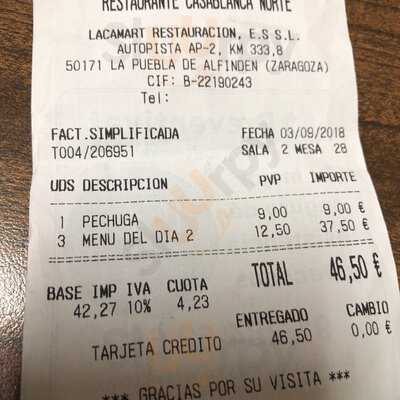 RESTAURANTE CASABLANCA NORTE
LACAMART RESTAURACION, E.S S.L.
AUTOPISTA AP-2, KM 333,8
50171 LA PUEBLA DE ALFINDEN (ZARAGOZA)
CIF: B-22190243
Tel:
FACT.SIMPLIFICADA FECHA 03/09/2018
T004/206951 SALA 2 MESA 28
UDS DESCRIPCION PVP IMPORTE
1 PECHUGA 9,00 9,00 €
3 MENU DEL DIA 2 12,50 37,50 €
BASE IMP IVA CUOTA TOTAL 46,50 €
42,27 10% 4,23
ENTREGADO CAMBIO
TARJETA CREDITO 46,50 0,00 €
*** GRACIAS POR SU VISITA ***